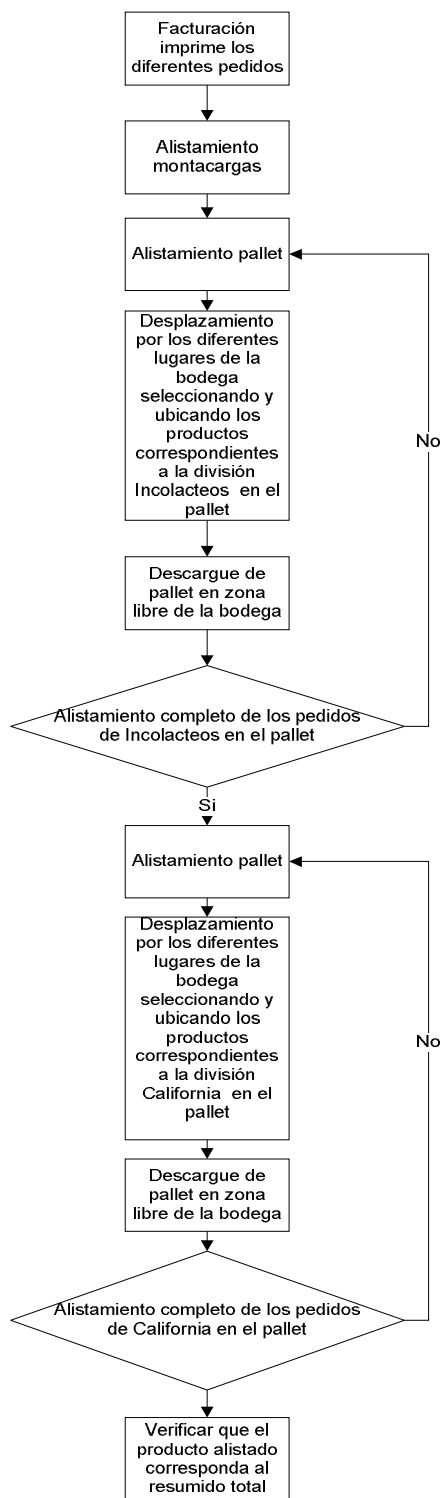 Facturación
imprime los
diferentes pedidos
Alistamiento
montacargas
Alistamiento pallet
Desplazamiento
por los diferentes
lugares de la
bodega
seleccionando y
ubicando los
productos
correspondientes
a la división
Incolacteos en el
pallet
No
Descargue de
pallet en zona
libre de la bodega
Alistamiento completo de los pedidos
de Incolacteos en el pallet
Si
Alistamiento pallet
Desplazamiento
por los diferentes
lugares de la
bodega
seleccionando y
ubicando los
productos
correspondientes
a la división
California en el
pallet
No
Descargue de
pallet en zona
libre de la bodega
Alistamiento completo de los pedidos
de California en el pallet
Verificar que el
producto alistado
corresponda al
resumido total